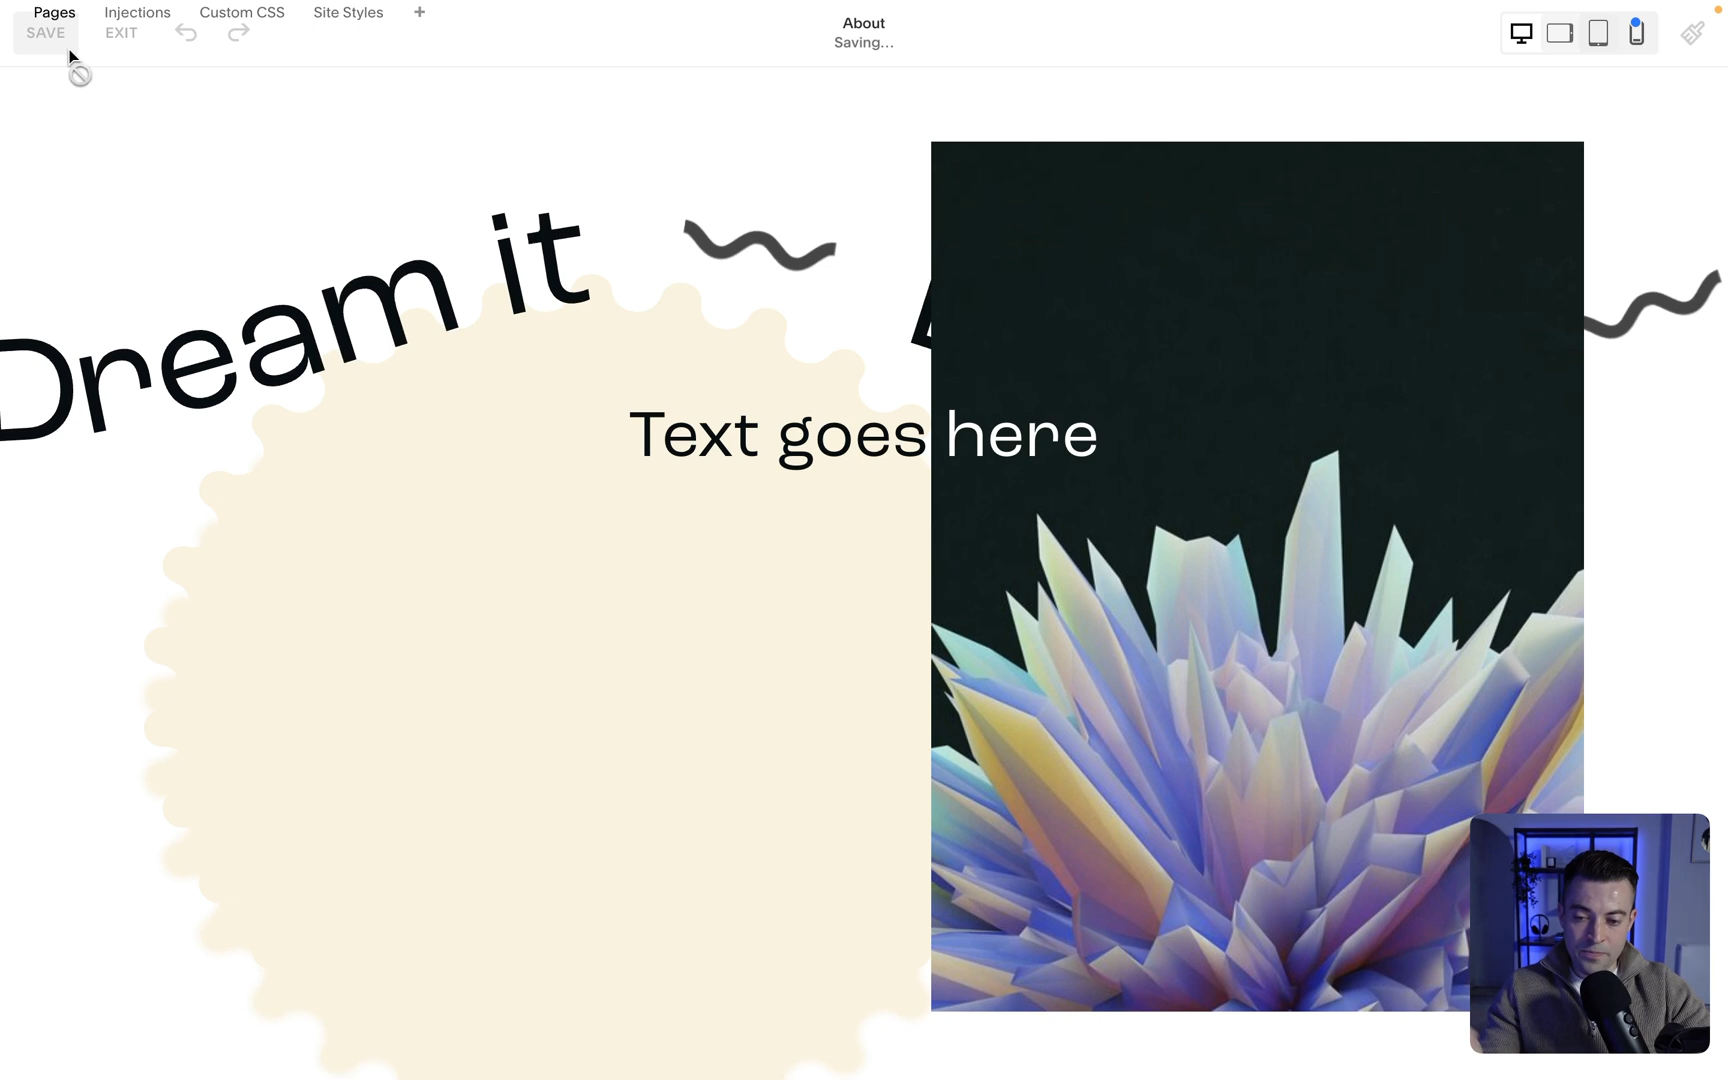 Pages Injections Custom CSS Site Styles +
SAVE EXIT
About
Saving...
Dream it
Text goes here